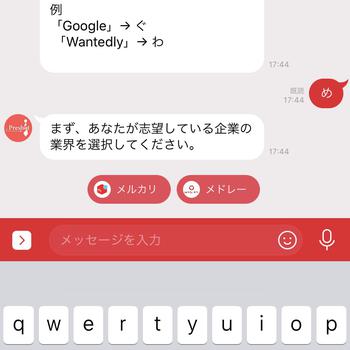 例
「Google」→ ぐ
「Wantedly」→ わ
17:44
既読
17:44
め
Preshot
まず、あなたが志望している企業の
業界を選択してください。
17:44
メルカリ
メドレー
メッセージを入力
q w e r t y u i o p